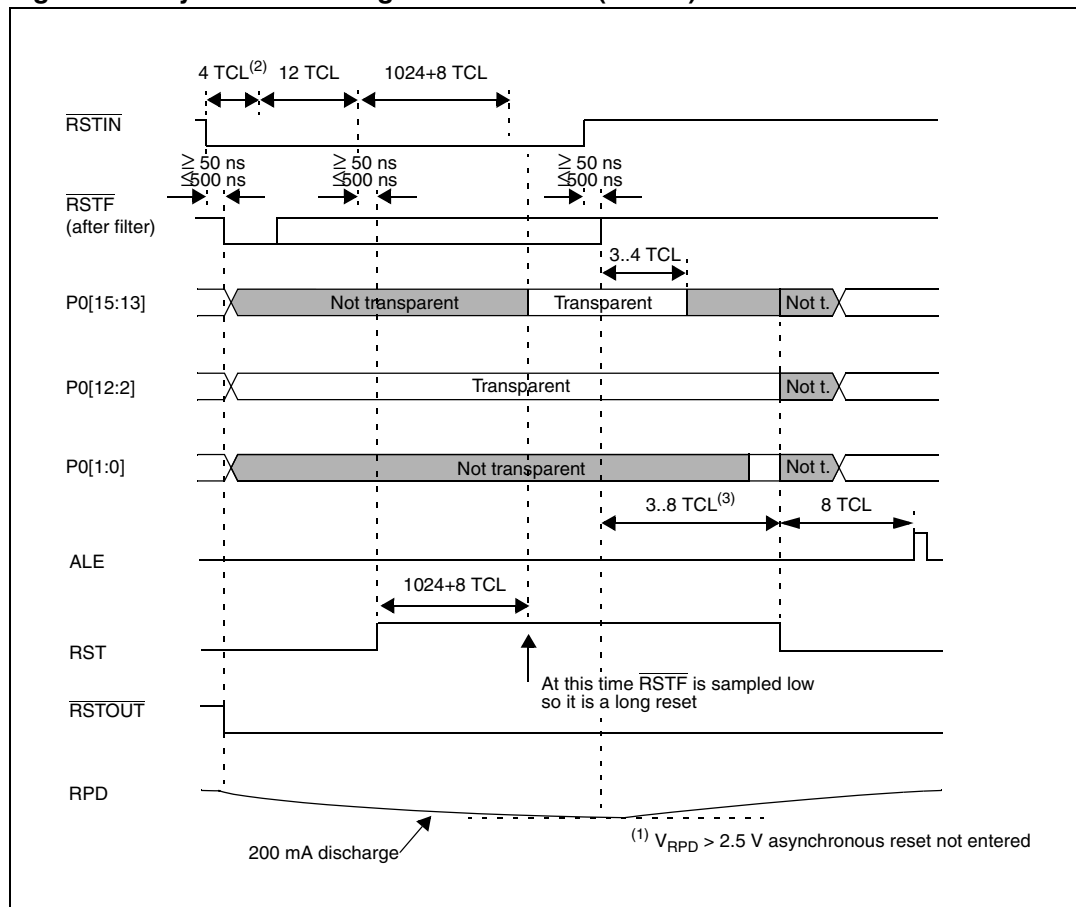 4 TCL(2) 12 TCL 1024+8 TCL
RSTIN
≥ 50 ns ≥ 50 ns ≥ 50 ns
≤500 ns ≤500 ns ≤500 ns
RSTF
(after filter)
3..4 TCL
P0[15:13] Not transparent Transparent Not t.
P0[12:2] Transparent Not t.
P0[1:0] Not transparent Not t.
3..8 TCL(3) 8 TCL
ALE
1024+8 TCL
RST
At this time RSTF is sampled low
so it is a long reset
RSTOUT
RPD
(1) VRPD > 2.5 V asynchronous reset not entered
200 mA discharge